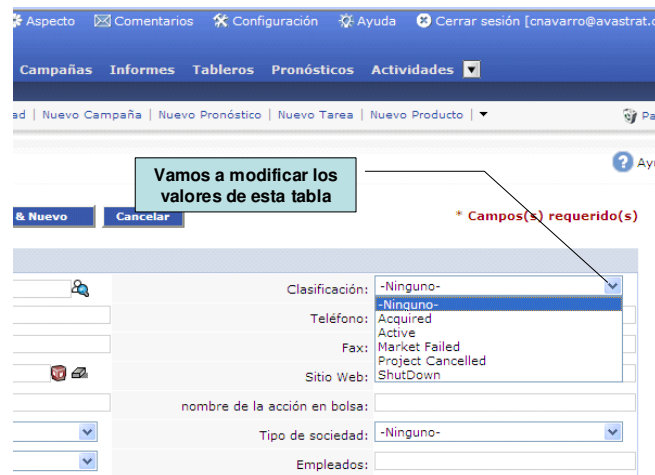 Aspecto Comentarios Configuración Ayuda Cerrar sesión [cnavarro@avastrat.c
Campañas Informes Tableros Pronósticos Actividades
ad | Nuevo Campaña | Nuevo Pronóstico | Nuevo Tarea | Nuevo Producto | Pa
Ayu
Vamos a modificar los
valores de esta tabla
& Nuevo Cancelar * Campos(s) requerido(s)
Clasificación: -Ninguno-
-Ninguno-
Teléfono: Acquired
Active
Fax: Market Failed
Project Cancelled
Sitio Web: ShutDown
nombre de la acción en bolsa:
Tipo de sociedad: -Ninguno-
Empleados: